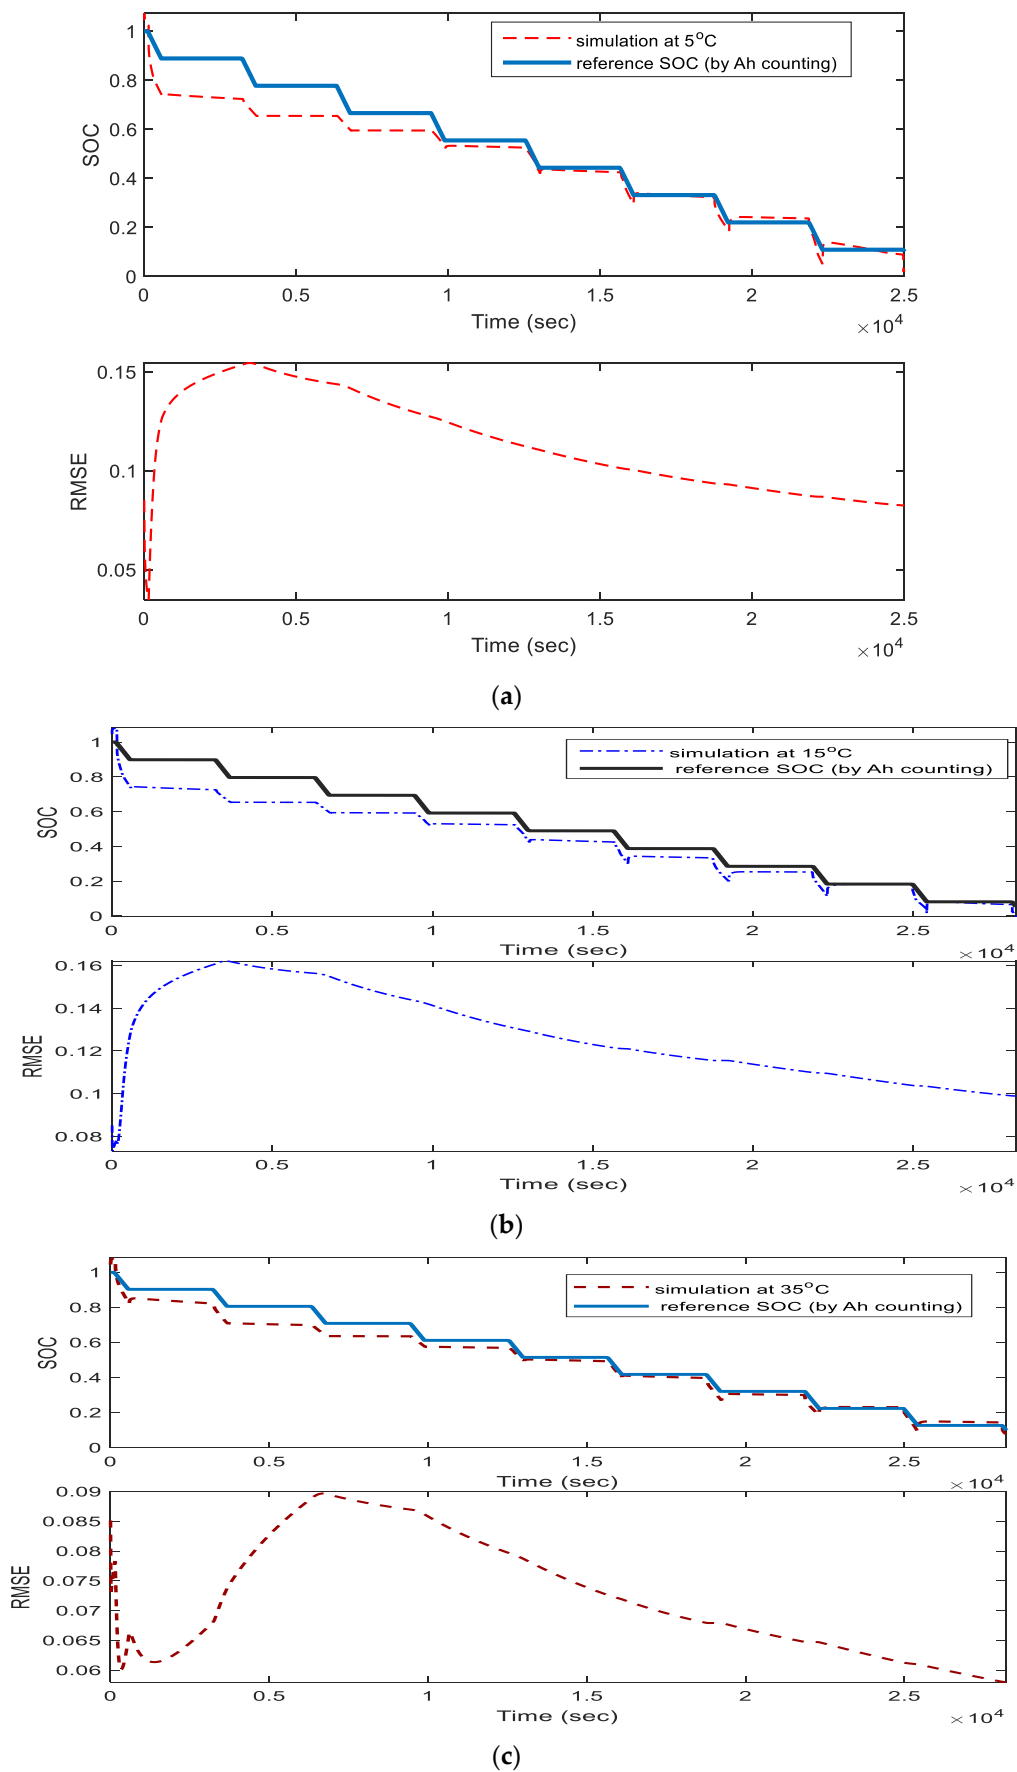 simulation at 5°C
reference SOC (by Ah counting)
1
0.8
0.6
0.4
0.2
0
SOC
0 0.5 1 1.5 2 2.5
Time (sec)
×10⁴
0.15
0.1
0.05
RMSE
0 0.5 1 1.5 2 2.5
Time (sec)
×10⁴
(a)
simulation at 15°C
reference SOC (by Ah counting)
1
0.8
0.6
0.4
0.2
0
SOC
0 0.5 1 1.5 2 2.5
Time (sec)
×10⁴
0.16
0.14
0.12
0.1
0.08
RMSE
0 0.5 1 1.5 2 2.5
Time (sec)
×10⁴
(b)
simulation at 35°C
reference SOC (by Ah counting)
1
0.8
0.6
0.4
0.2
0
SOC
0 0.5 1 1.5 2 2.5
Time (sec)
×10⁴
0.09
0.085
0.08
0.075
0.07
0.065
0.06
RMSE
0 0.5 1 1.5 2 2.5
Time (sec)
×10⁴
(c)